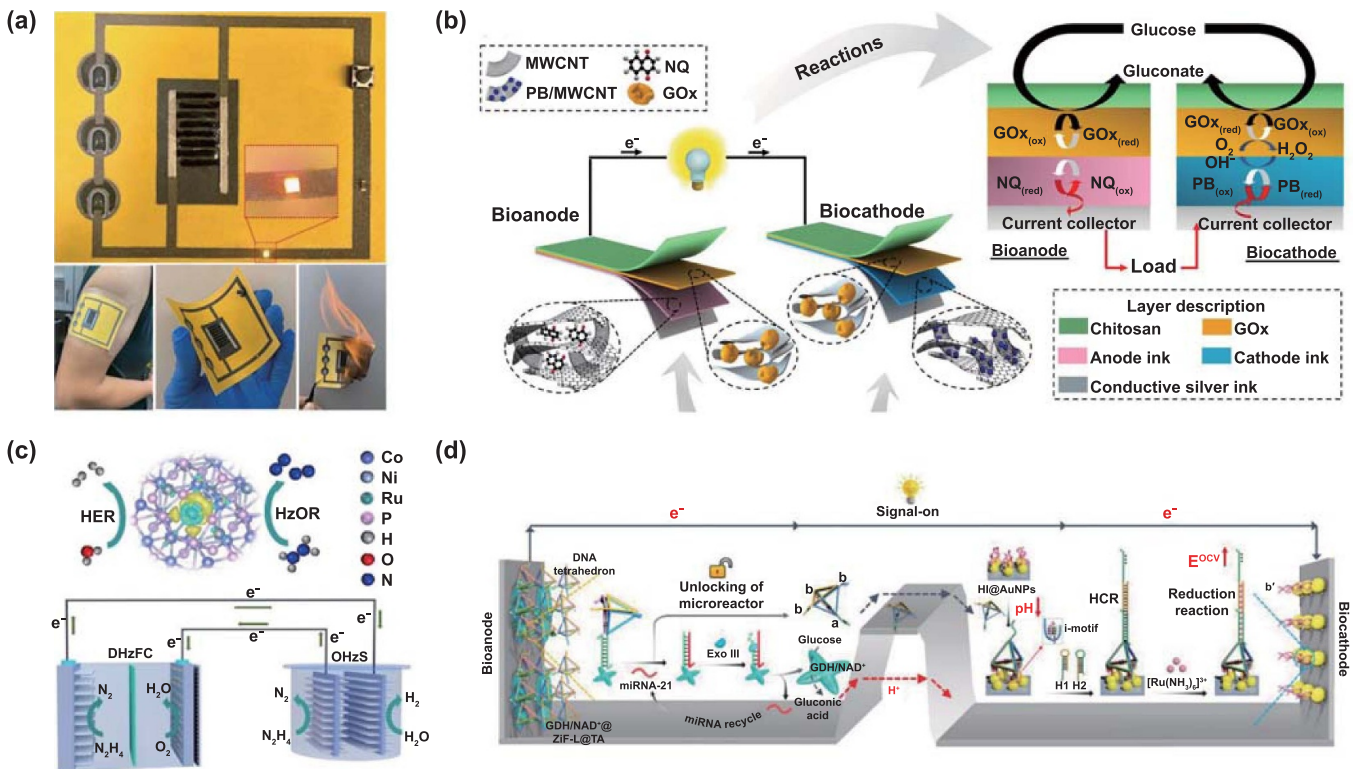 (a)
(b)
MWCNT
NQ
PB/MWCNT
GOx
Reactions
e⁻
e⁻
Bioanode
Biocathode
Glucose
Gluconate
GOx(ox)
GOx(red)
GOx(red)
GOx(ox)
O₂
H₂O₂
OH⁻
NQ(red)
NQ(ox)
PB(ox)
PB(red)
Current collector
Current collector
Bioanode
Load
Biocathode
Layer description
Chitosan
GOx
Anode ink
Cathode ink
Conductive silver ink
(c)
HER
HzOR
Co
Ni
Ru
P
H
O
N
e⁻
e⁻
e⁻
e⁻
e⁻
e⁻
DHzFC
OHzS
N₂
H₂O
N₂H₄
O₂
N₂
H₂
N₂H₄
H₂O
(d)
e⁻
Signal-on
e⁻
Bioanode
DNA
tetrahedron
Unlocking of
microreactor
b
b
b
a
miRNA-21
Exo III
Glucose
GDH/NAD⁺
Gluconic
acid
miRNA recycle
GDH/NAD⁺@
ZiF-L@TA
H⁺
HI@AuNPs
pH
i-motif
H1 H2
HCR
[Ru(NH₃)₆]³⁺
E^OCV
Reduction
reaction
b′
Biocathode